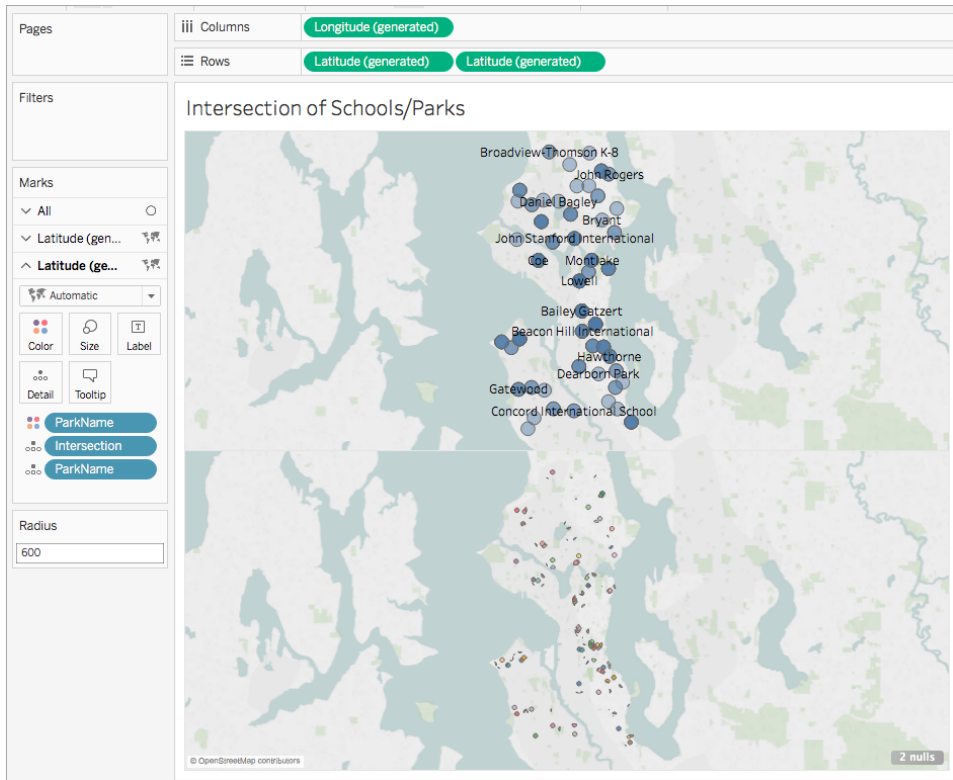 Pages
Columns
Longitude (generated)
Rows
Latitude (generated)
Latitude (generated)
Filters
Intersection of Schools/Parks
Marks
All
Latitude (gen...
Latitude (ge...
Automatic
Color
Size
Label
Detail
Tooltip
ParkName
Intersection
ParkName
Radius
600
Broadview-Thomson K-8
John Rogers
Daniel Bagley
Bryant
John Stanford International
Coe
Montlake
Lowell
Bailey Gatzert
Beacon Hill International
Hawthorne
Dearborn Park
Gatewood
Concord International School
© OpenStreetMap contributors
2 nulls